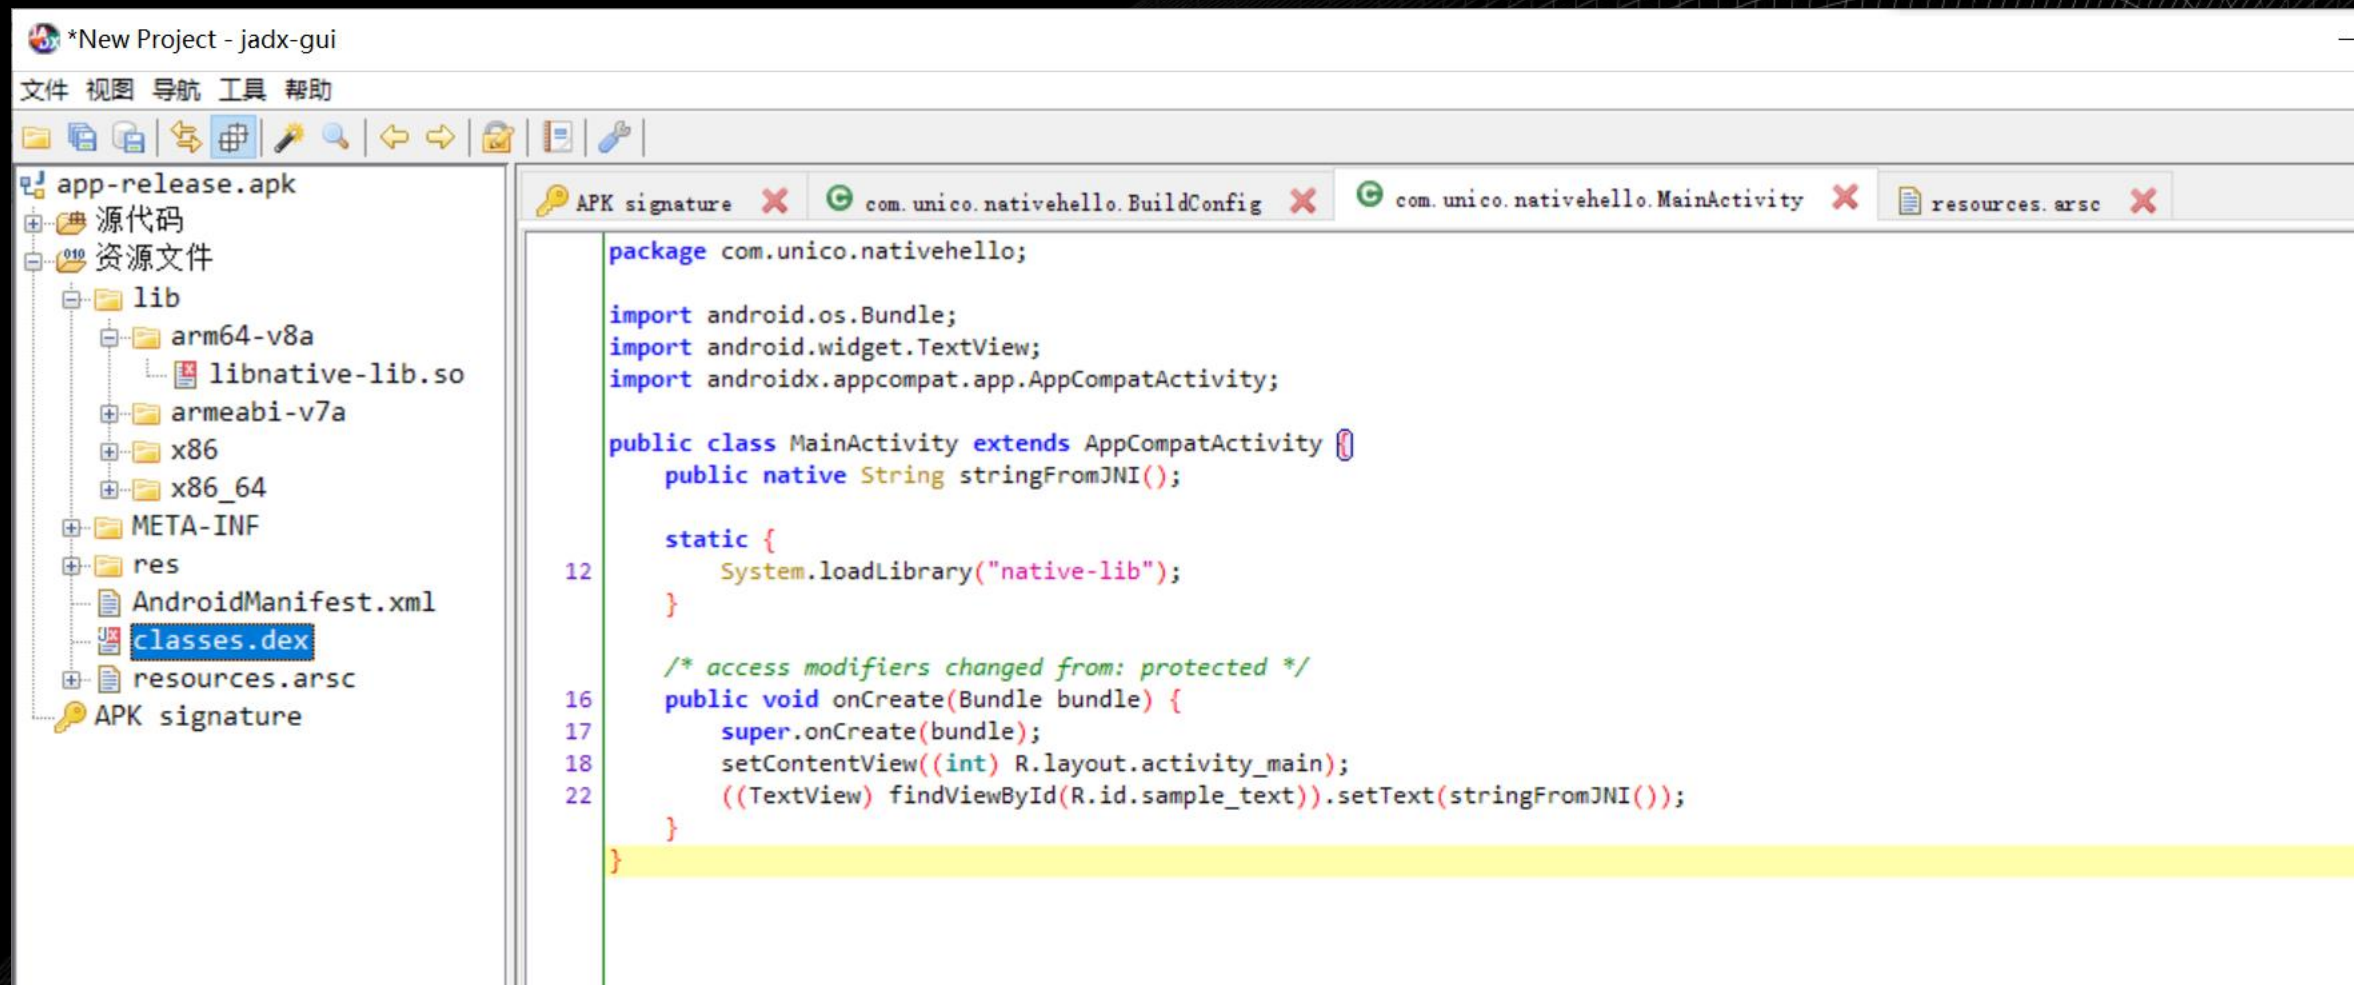 *New Project - jadx-gui
文件 视图 导航 工具 帮助
app-release.apk
源代码
资源文件
lib
arm64-v8a
libnative-lib.so
armeabi-v7a
x86
x86_64
META-INF
res
AndroidManifest.xml
classes.dex
resources.arsc
APK signature
APK signature com.unico.nativehello.BuildConfig com.unico.nativehello.MainActivity resources.arsc
package com.unico.nativehello;
import android.os.Bundle;
import android.widget.TextView;
import androidx.appcompat.app.AppCompatActivity;
public class MainActivity extends AppCompatActivity {
public native String stringFromJNI();
static {
12 System.loadLibrary("native-lib");
}
/* access modifiers changed from: protected */
16 public void onCreate(Bundle bundle) {
17 super.onCreate(bundle);
18 setContentView((int) R.layout.activity_main);
22 ((TextView) findViewById(R.id.sample_text)).setText(stringFromJNI());
}
}